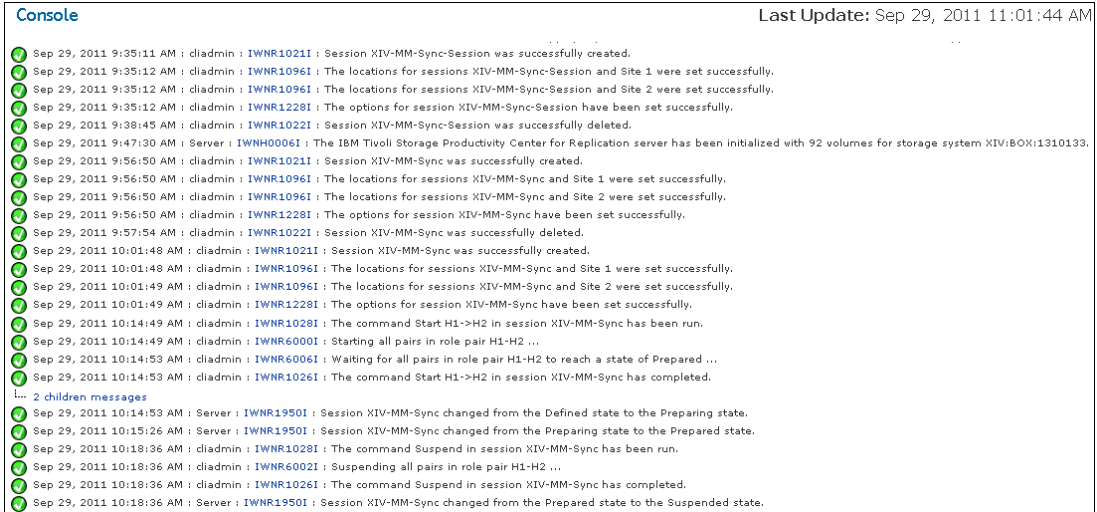 Console
Last Update: Sep 29, 2011 11:01:44 AM
Sep 29, 2011 9:35:11 AM : cliadmin : IWNR1021I : Session XIV-MM-Sync-Session was successfully created.
Sep 29, 2011 9:35:12 AM : cliadmin : IWNR1096I : The locations for sessions XIV-MM-Sync-Session and Site 1 were set successfully.
Sep 29, 2011 9:35:12 AM : cliadmin : IWNR1096I : The locations for sessions XIV-MM-Sync-Session and Site 2 were set successfully.
Sep 29, 2011 9:35:12 AM : cliadmin : IWNR1228I : The options for session XIV-MM-Sync-Session have been set successfully.
Sep 29, 2011 9:38:45 AM : cliadmin : IWNR1022I : Session XIV-MM-Sync-Session was successfully deleted.
Sep 29, 2011 9:47:30 AM : Server : IWNH0006I : The IBM Tivoli Storage Productivity Center for Replication server has been initialized with 92 volumes for storage system XIV:BOX:1310133.
Sep 29, 2011 9:56:50 AM : cliadmin : IWNR1021I : Session XIV-MM-Sync was successfully created.
Sep 29, 2011 9:56:50 AM : cliadmin : IWNR1096I : The locations for sessions XIV-MM-Sync and Site 1 were set successfully.
Sep 29, 2011 9:56:50 AM : cliadmin : IWNR1096I : The locations for sessions XIV-MM-Sync and Site 2 were set successfully.
Sep 29, 2011 9:56:50 AM : cliadmin : IWNR1228I : The options for session XIV-MM-Sync have been set successfully.
Sep 29, 2011 9:57:54 AM : cliadmin : IWNR1022I : Session XIV-MM-Sync was successfully deleted.
Sep 29, 2011 10:01:48 AM : cliadmin : IWNR1021I : Session XIV-MM-Sync was successfully created.
Sep 29, 2011 10:01:48 AM : cliadmin : IWNR1096I : The locations for sessions XIV-MM-Sync and Site 1 were set successfully.
Sep 29, 2011 10:01:49 AM : cliadmin : IWNR1096I : The locations for sessions XIV-MM-Sync and Site 2 were set successfully.
Sep 29, 2011 10:01:49 AM : cliadmin : IWNR1228I : The options for session XIV-MM-Sync have been set successfully.
Sep 29, 2011 10:14:49 AM : cliadmin : IWNR1028I : The command Start H1->H2 in session XIV-MM-Sync has been run.
Sep 29, 2011 10:14:49 AM : cliadmin : IWNR6000I : Starting all pairs in role pair H1-H2 ...
Sep 29, 2011 10:14:53 AM : cliadmin : IWNR6006I : Waiting for all pairs in role pair H1-H2 to reach a state of Prepared ...
Sep 29, 2011 10:14:53 AM : cliadmin : IWNR1026I : The command Start H1->H2 in session XIV-MM-Sync has completed.
2 children messages
Sep 29, 2011 10:14:53 AM : Server : IWNR1950I : Session XIV-MM-Sync changed from the Defined state to the Preparing state.
Sep 29, 2011 10:15:26 AM : Server : IWNR1950I : Session XIV-MM-Sync changed from the Preparing state to the Prepared state.
Sep 29, 2011 10:18:36 AM : cliadmin : IWNR1028I : The command Suspend in session XIV-MM-Sync has been run.
Sep 29, 2011 10:18:36 AM : cliadmin : IWNR6002I : Suspending all pairs in role pair H1-H2 ...
Sep 29, 2011 10:18:36 AM : cliadmin : IWNR1026I : The command Suspend in session XIV-MM-Sync has completed.
Sep 29, 2011 10:18:36 AM : Server : IWNR1950I : Session XIV-MM-Sync changed from the Prepared state to the Suspended state.